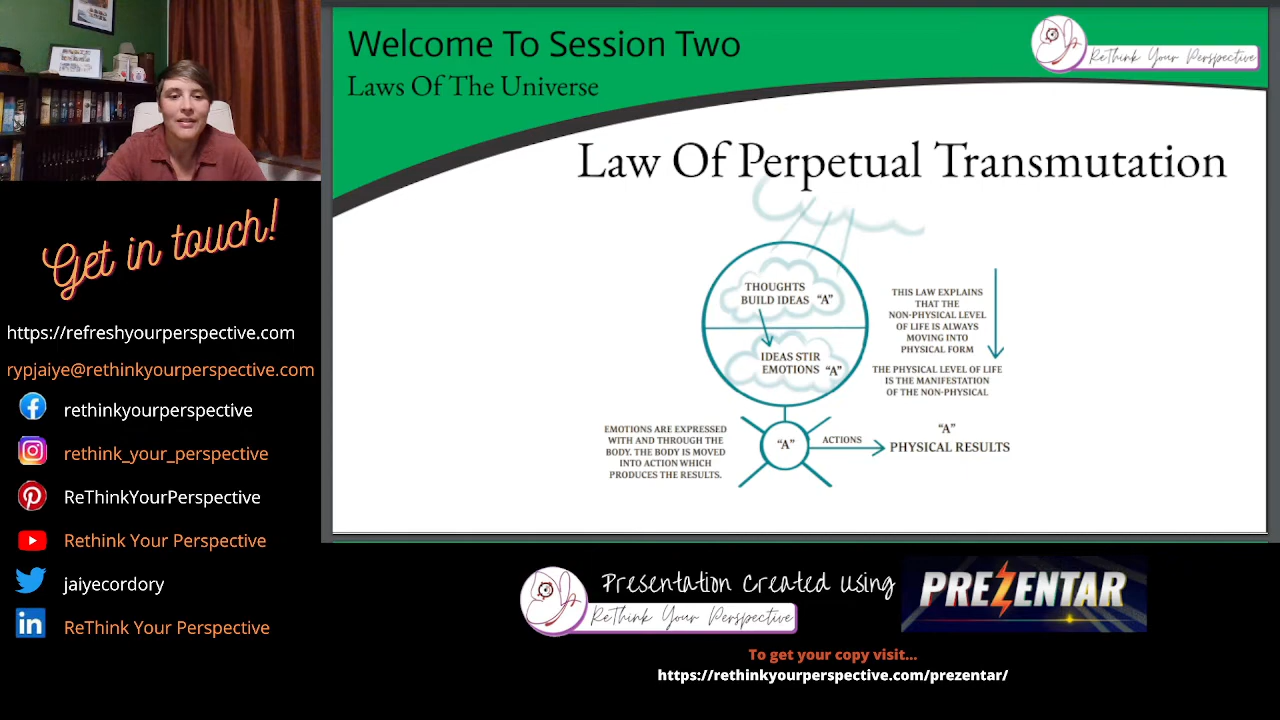 Welcome To Session Two
Laws Of The Universe
ReThink Your Perspective
Law Of Perpetual Transmutation
THOUGHTS
BUILD IDEAS "A"
IDEAS STIR
EMOTIONS "A"
THIS LAW EXPLAINS
THAT THE
NON-PHYSICAL LEVEL
OF LIFE IS ALWAYS
MOVING INTO
PHYSICAL FORM
THE PHYSICAL LEVEL OF LIFE
IS THE MANIFESTATION
OF THE NON-PHYSICAL
EMOTIONS ARE EXPRESSED
WITH AND THROUGH THE
BODY. THE BODY IS MOVED
INTO ACTION WHICH
PRODUCES THE RESULTS.
"A"
ACTIONS
"A"
PHYSICAL RESULTS
Get in touch!
https://refreshyourperspective.com
rypjaiye@rethinkyourperspective.com
rethinkyourperspective
rethink_your_perspective
ReThinkYourPerspective
Rethink Your Perspective
jaiyecordory
ReThink Your Perspective
Presentation Created Using
ReThink Your Perspective
PREZENTAR
To get your copy visit...
https://rethinkyourperspective.com/prezentar/